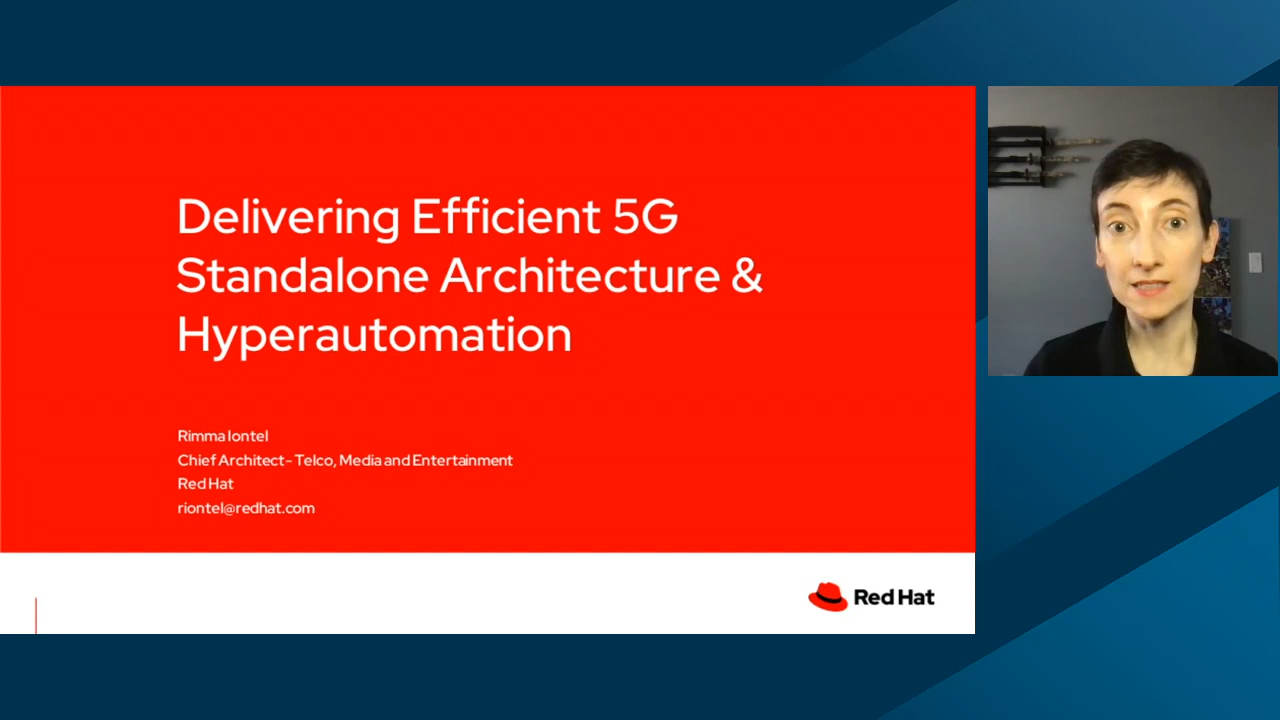 Delivering Efficient 5G
Standalone Architecture &
Hyperautomation
Rimma Iontel
Chief Architect- Telco, Media and Entertainment
Red Hat
riontel@redhat.com
Red Hat